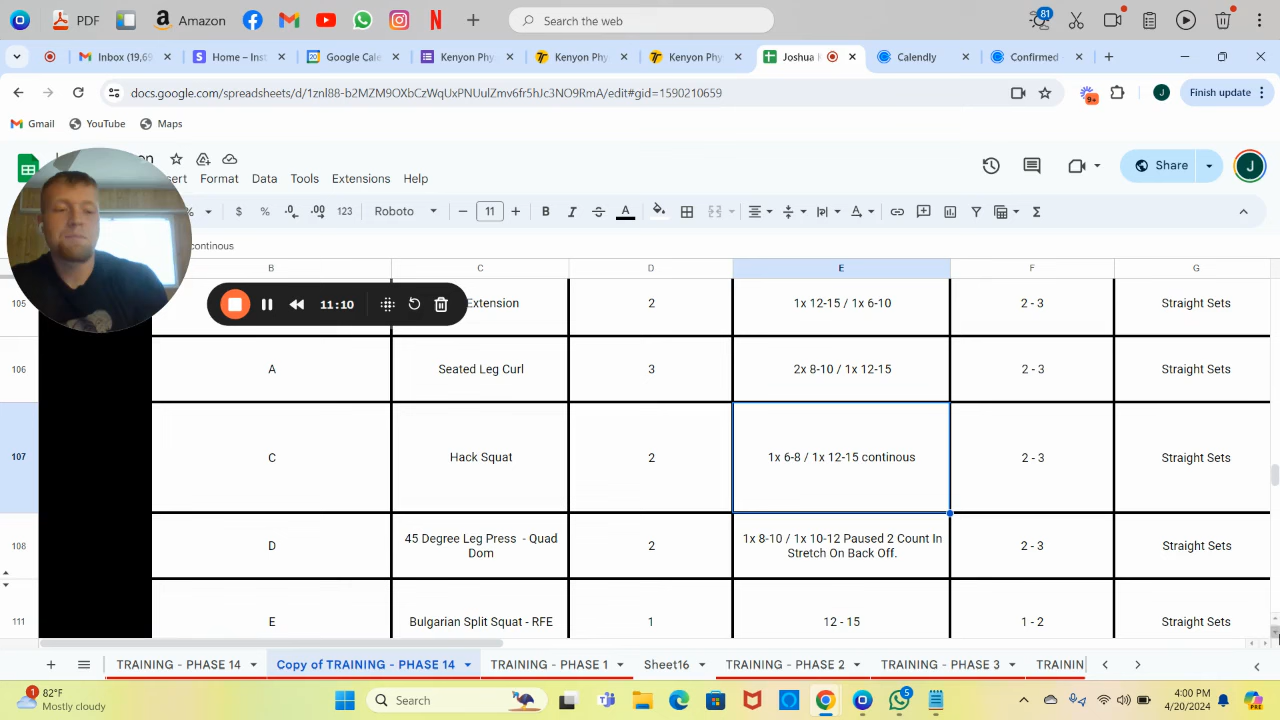 PDF
Amazon
Search the web
81
Inbox (19,69
Home – Inst
Google Cale
Kenyon Phy
Kenyon Phy
Kenyon Phy
Joshua
Calendly
Confirmed
docs.google.com/spreadsheets/d/1znI88-b2MZM9OXbCzWqUxPNUulZmv6fr5hJc3NO9RmA/edit#gid=1590210659
9+
J
Finish update
Gmail
YouTube
Maps
Format
Data
Tools
Extensions
Help
Share
J
%
$
%
.0
.00
123
Roboto
11
B
I
S
A
continous
B
C
D
E
F
G
105
Extension
2
1x 12-15 / 1x 6-10
2 - 3
Straight Sets
11:10
106
A
Seated Leg Curl
3
2x 8-10 / 1x 12-15
2 - 3
Straight Sets
107
C
Hack Squat
2
1x 6-8 / 1x 12-15 continous
2 - 3
Straight Sets
108
D
45 Degree Leg Press - Quad
Dom
2
1x 8-10 / 1x 10-12 Paused 2 Count In
Stretch On Back Off.
2 - 3
Straight Sets
111
E
Bulgarian Split Squat - RFE
1
12 - 15
1 - 2
Straight Sets
TRAINING - PHASE 14
Copy of TRAINING - PHASE 14
TRAINING - PHASE 1
Sheet16
TRAINING - PHASE 2
TRAINING - PHASE 3
TRAININ
1
82°F
Mostly cloudy
Search
5
4:00 PM
4/20/2024
PRE